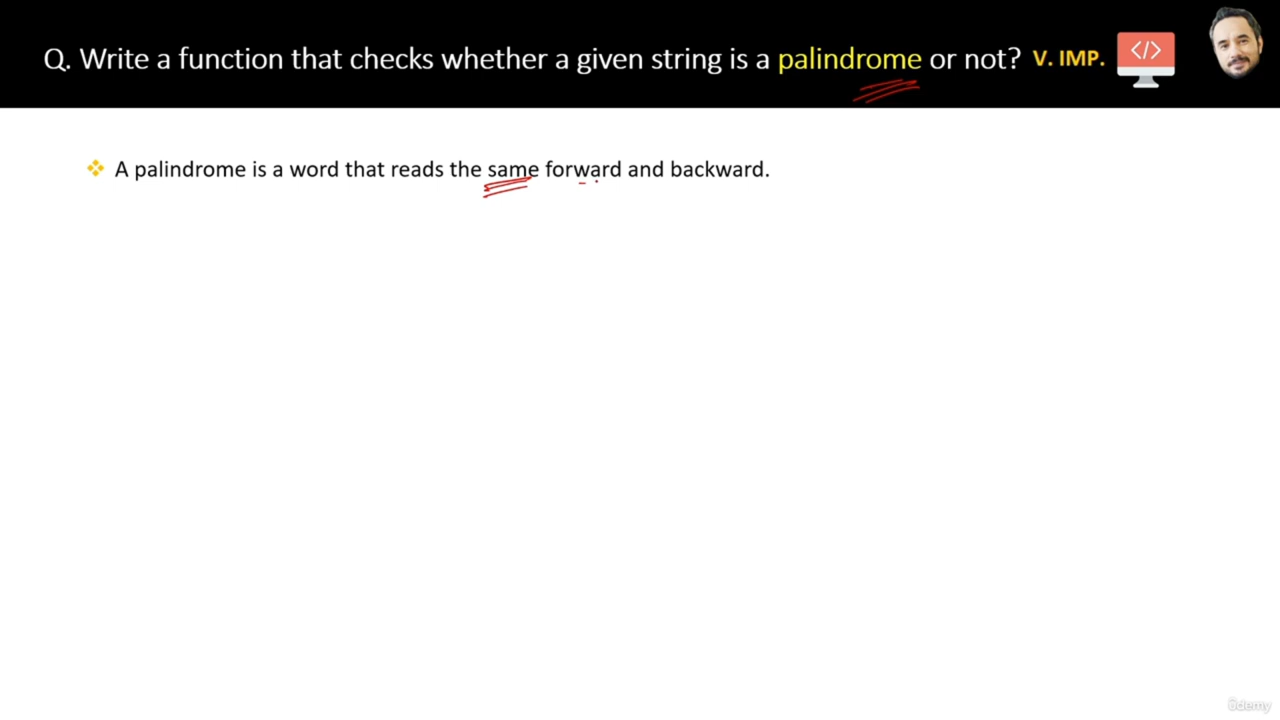 Q. Write a function that checks whether a given string is a palindrome or not? V. IMP.
</>
A palindrome is a word that reads the same forward and backward.
ûdemy